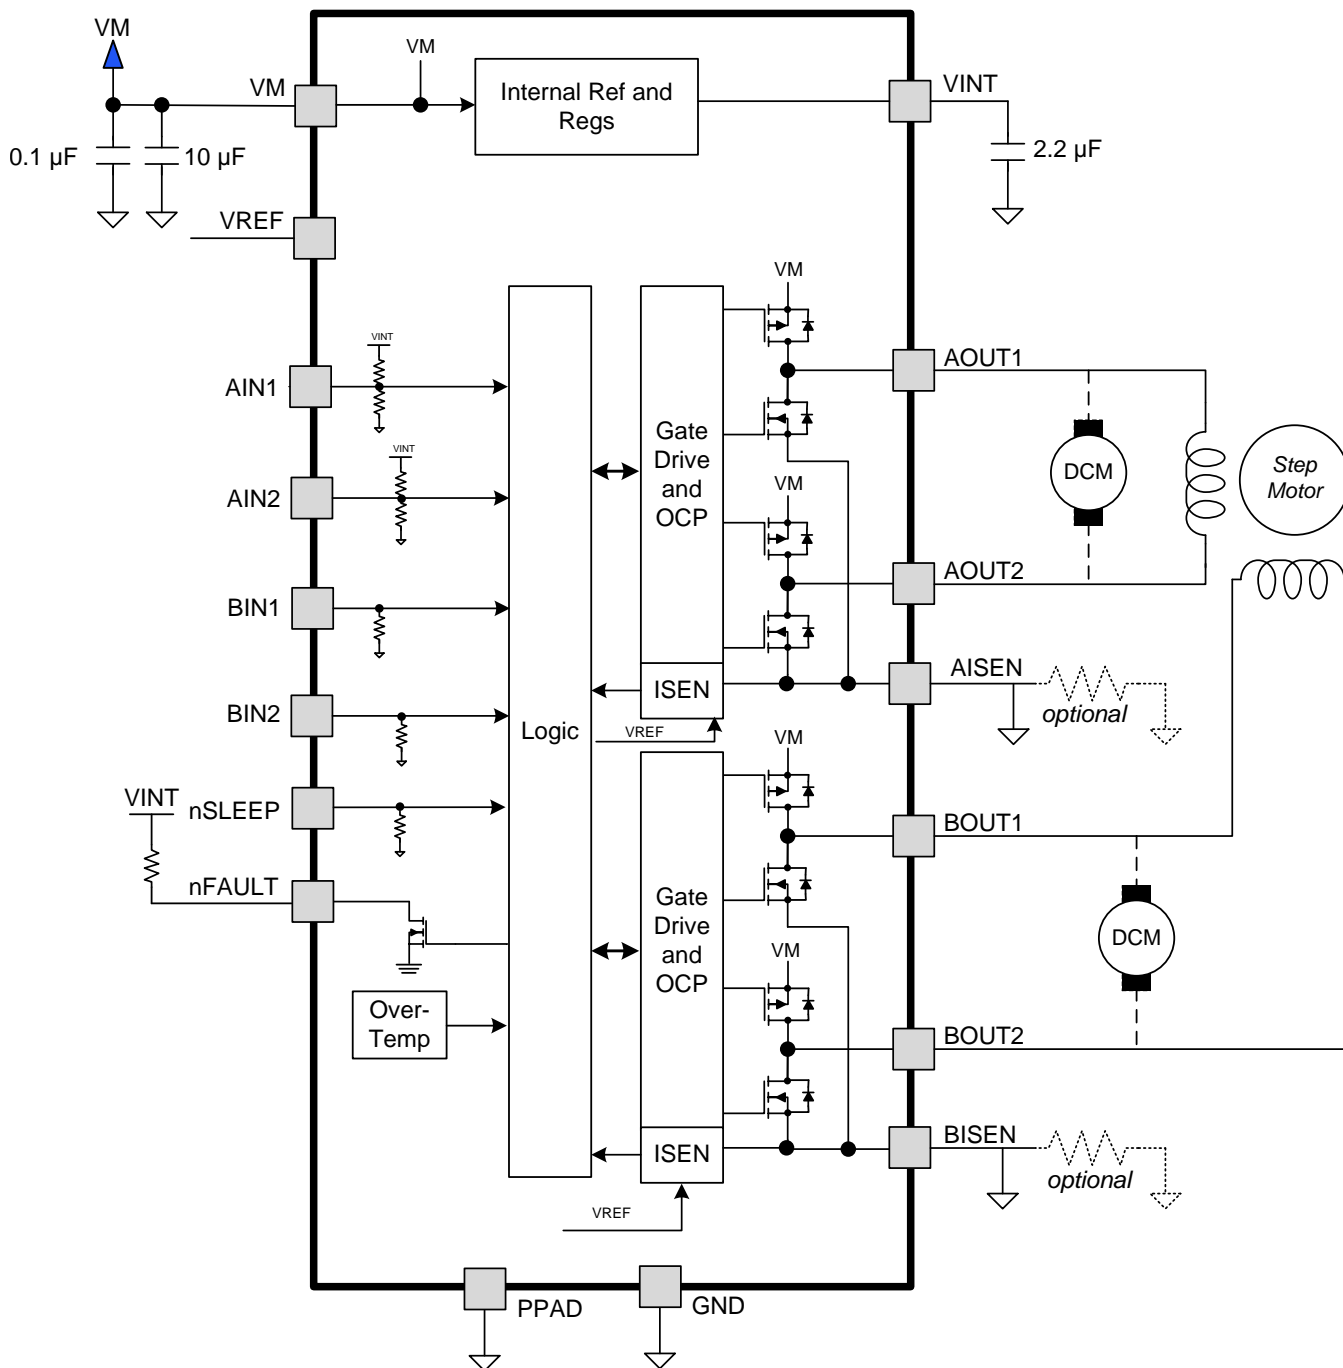 VM
VM
VM
Internal Ref and
Regs
VINT
0.1 µF
10 µF
2.2 µF
VREF
VM
VINT
AOUT1
AIN1
Gate
Drive
and
OCP
DCM
Step
Motor
VINT
VM
AIN2
AOUT2
BIN1
AISEN
ISEN
optional
BIN2
Logic
VREF
VM
VINT
nSLEEP
BOUT1
nFAULT
Gate
Drive
and
OCP
DCM
VM
Over-
Temp
BOUT2
BISEN
ISEN
optional
VREF
PPAD
GND